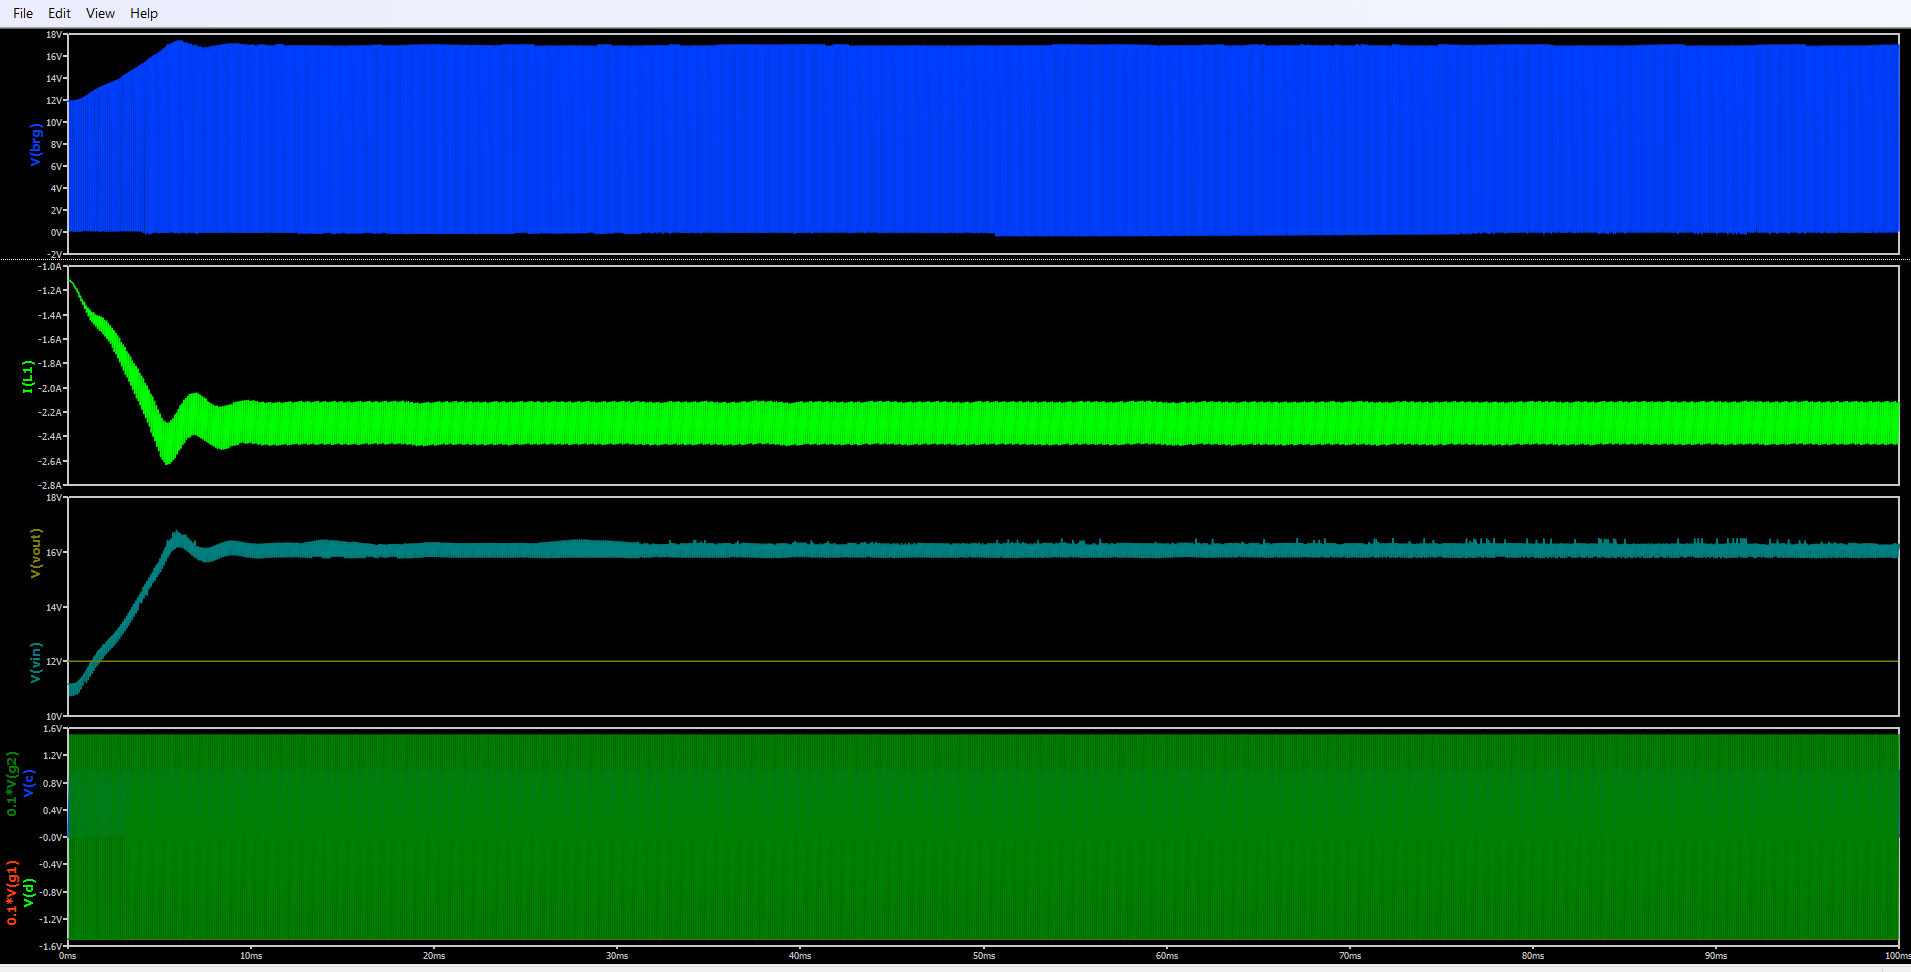 File Edit View Help
18V
16V
14V
12V
10V
8V
6V
4V
2V
0V
-2V
V(brg)
-1.0A
-1.2A
-1.4A
-1.6A
-1.8A
-2.0A
-2.2A
-2.4A
-2.6A
-2.8A
I(L1)
18V
16V
14V
12V
10V
V(vout)
V(vin)
1.6V
1.2V
0.8V
0.4V
-0.0V
-0.4V
-0.8V
-1.2V
-1.6V
0.1*V(g2)
V(c)
0.1*V(g1)
V(d)
0ms 10ms 20ms 30ms 40ms 50ms 60ms 70ms 80ms 90ms 100ms